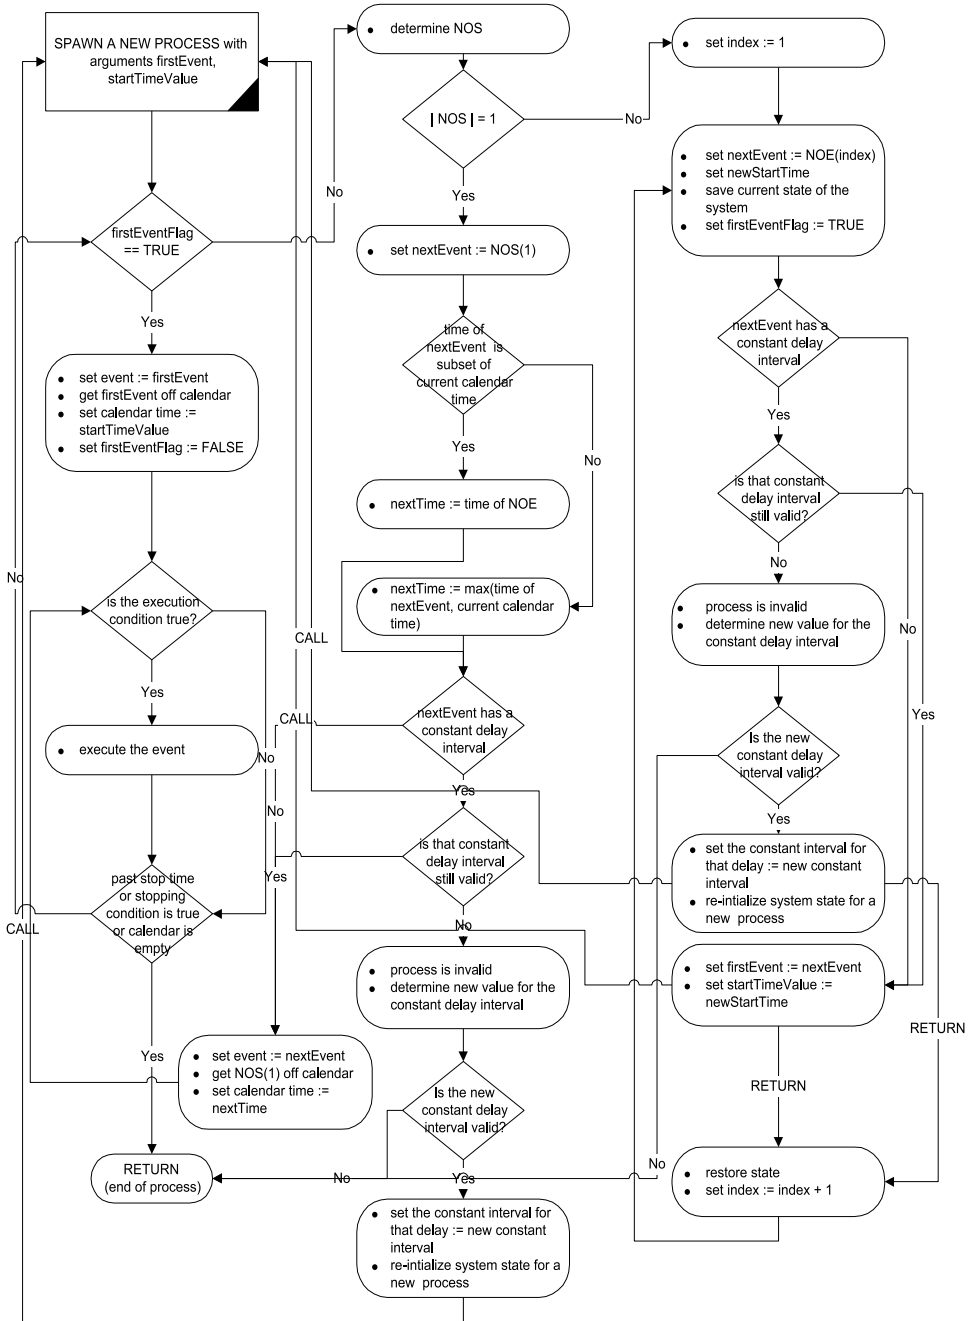 SPAWN A NEW PROCESS with
arguments firstEvent,
startTimeValue
firstEventFlag
== TRUE
No
Yes
• set event := firstEvent
• get firstEvent off calendar
• set calendar time :=
startTimeValue
• set firstEventFlag := FALSE
No
is the execution
condition true?
Yes
No
• execute the event
past stop time
or stopping
condition is true
or calendar is
empty
CALL
Yes
• set event := nextEvent
• get NOS(1) off calendar
• set calendar time :=
nextTime
RETURN
(end of process)
• determine NOS
| NOS | = 1
No
Yes
• set nextEvent := NOS(1)
time of
nextEvent is
subset of
current calendar
time
Yes
No
• nextTime := time of NOE
• nextTime := max(time of
nextEvent, current calendar
time)
CALL
CALL
nextEvent has a
constant delay
interval
No
Yes
is that constant
delay interval
still valid?
Yes
No
• process is invalid
• determine new value for the
constant delay interval
Is the new
constant delay
interval valid?
No
Yes
• set the constant interval for
that delay := new constant
interval
• re-intialize system state for a
new process
• set index := 1
• set nextEvent := NOE(index)
• set newStartTime
• save current state of the
system
• set firstEventFlag := TRUE
nextEvent has a
constant delay
interval
Yes
No
is that constant
delay interval
still valid?
No
Yes
• process is invalid
• determine new value for the
constant delay interval
Is the new
constant delay
interval valid?
Yes
No
• set the constant interval for
that delay := new constant
interval
• re-intialize system state for a
new process
• set firstEvent := nextEvent
• set startTimeValue :=
newStartTime
RETURN
RETURN
• restore state
• set index := index + 1